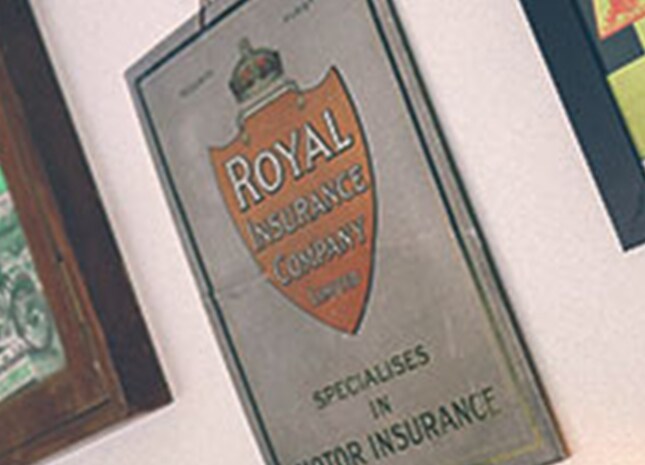 ROYAL
INSURANCE
COMPANY
LIMITED
SPECIALISES
IN
MOTOR INSURANCE